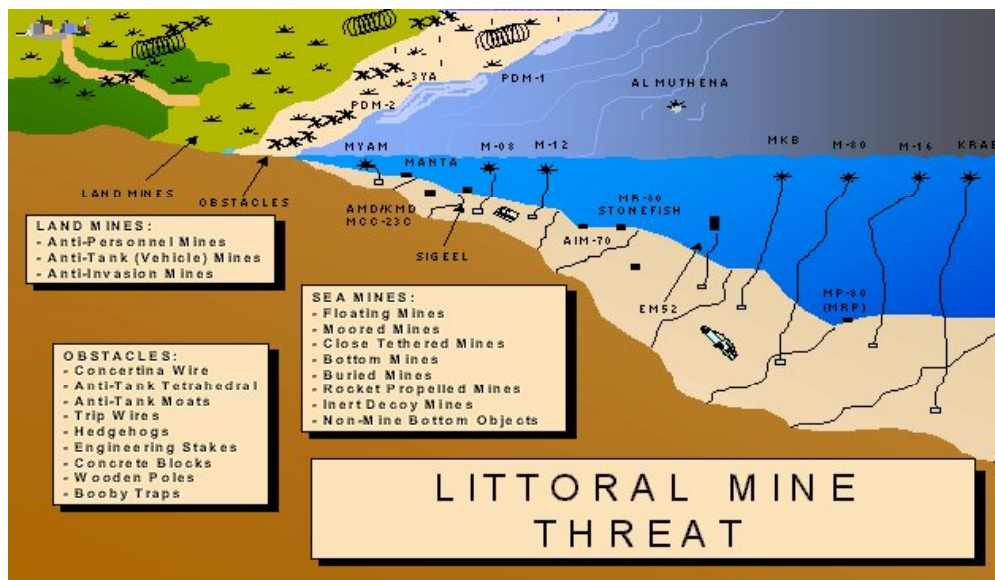 AL MUTHENA
3YA
PDM-1
PDM-2
MYAM
MANTA
M-08
M-12
MKB
M-80
M-16
KRAB
LAND MINES
OBSTACLES
AMD/KMD
MCC-23C
SIGEEL
MR-80
STONEFISH
AIM-70
EM52
MP-80
(MRP)
LAND MINES:
- Anti-Personnel Mines
- Anti-Tank (Vehicle) Mines
- Anti-Invasion Mines
SEA MINES:
- Floating Mines
- Moored Mines
- Close Tethered Mines
- Bottom Mines
- Buried Mines
- Rocket Propelled Mines
- Inert Decoy Mines
- Non-Mine Bottom Objects
OBSTACLES:
- Concertina Wire
- Anti-Tank Tetrahedral
- Anti-Tank Moats
- Trip Wires
- Hedgehogs
- Engineering Stakes
- Concrete Blocks
- Wooden Poles
- Booby Traps
LITTORAL MINE
THREAT